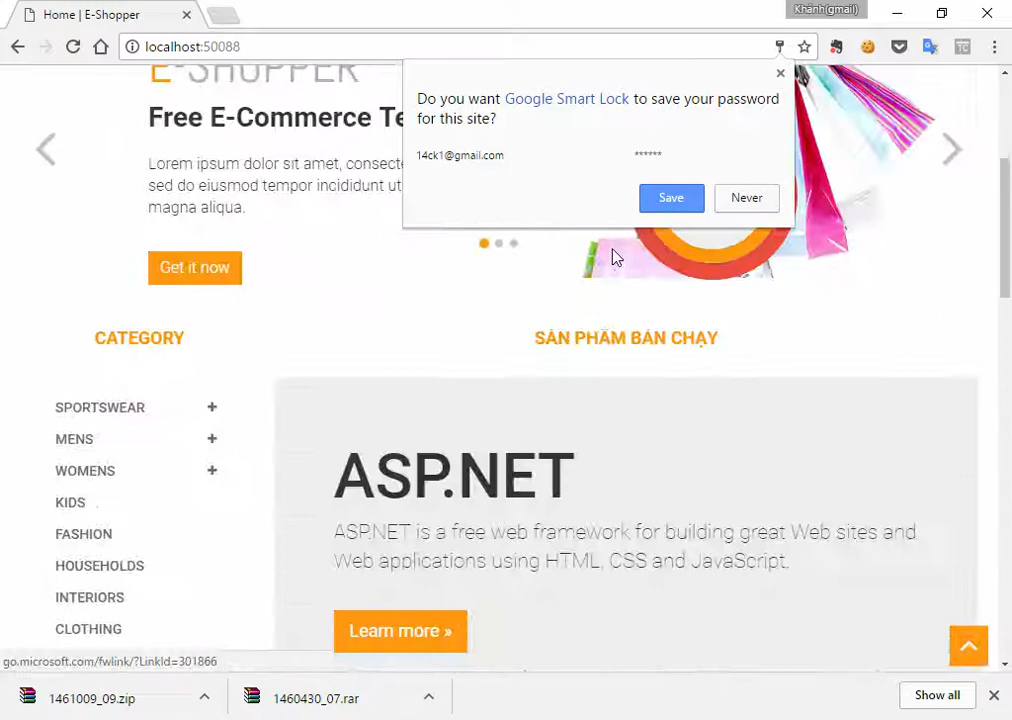 Home | E-Shopper
Khánh(gmail)
localhost:50088
E-SHOPPER
Do you want Google Smart Lock to save your password
for this site?
14ck1@gmail.com ******
Save Never
Free E-Commerce Te
Lorem ipsum dolor sit amet, consecte
sed do eiusmod tempor incididunt ut
magna aliqua.
Get it now
CATEGORY
SẢN PHẨM BÁN CHẠY
SPORTSWEAR +
MENS +
WOMENS +
KIDS
FASHION
HOUSEHOLDS
INTERIORS
CLOTHING
ASP.NET
ASP.NET is a free web framework for building great Web sites and
Web applications using HTML, CSS and JavaScript.
Learn more »
go.microsoft.com/fwlink/?LinkId=301866
1461009_09.zip
1460430_07.rar
Show all